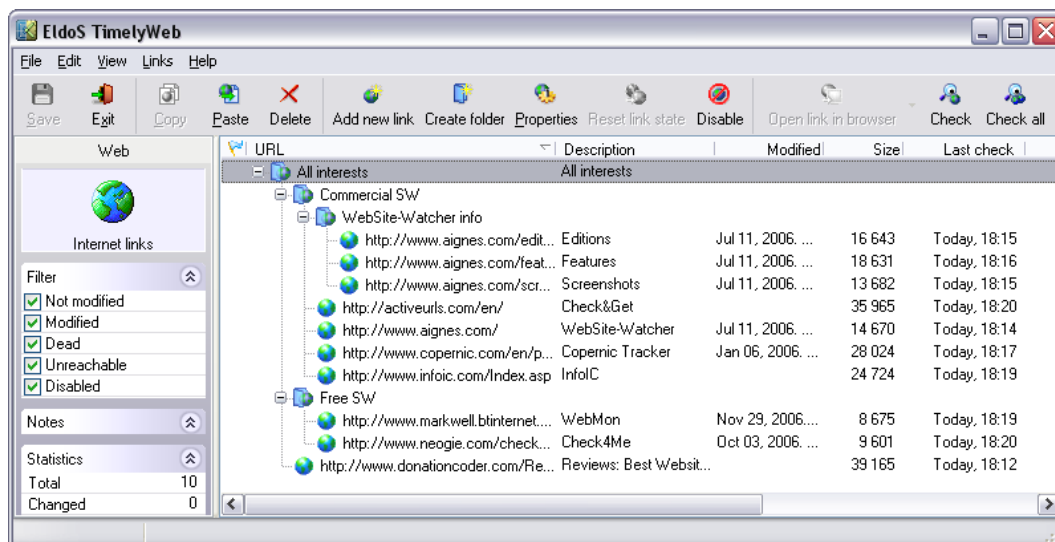 EldoS TimelyWeb
File Edit View Links Help
Save Exit Copy Paste Delete Add new link Create folder Properties Reset link state Disable Open link in browser Check Check all
Web
Internet links
Filter
Not modified
Modified
Dead
Unreachable
Disabled
Notes
Statistics
Total 10
Changed 0
URL Description Modified Size Last check
All interests All interests
Commercial SW
WebSite-Watcher info
http://www.aignes.com/edit... Editions Jul 11, 2006. ... 16 643 Today, 18:15
http://www.aignes.com/feat... Features Jul 11, 2006. ... 18 631 Today, 18:16
http://www.aignes.com/scr... Screenshots Jul 11, 2006. ... 13 682 Today, 18:15
http://activeurls.com/en/ Check&Get 35 965 Today, 18:20
http://www.aignes.com/ WebSite-Watcher Jul 11, 2006. ... 14 670 Today, 18:14
http://www.copernic.com/en/p... Copernic Tracker Jan 06, 2006. ... 28 024 Today, 18:17
http://www.infoic.com/Index.asp InfoIC 24 724 Today, 18:19
Free SW
http://www.markwell.btinternet.... WebMon Nov 29, 2006.... 8 675 Today, 18:19
http://www.neogie.com/check... Check4Me Oct 03, 2006. ... 9 601 Today, 18:20
http://www.donationcoder.com/Re... Reviews: Best Websit... 39 165 Today, 18:12